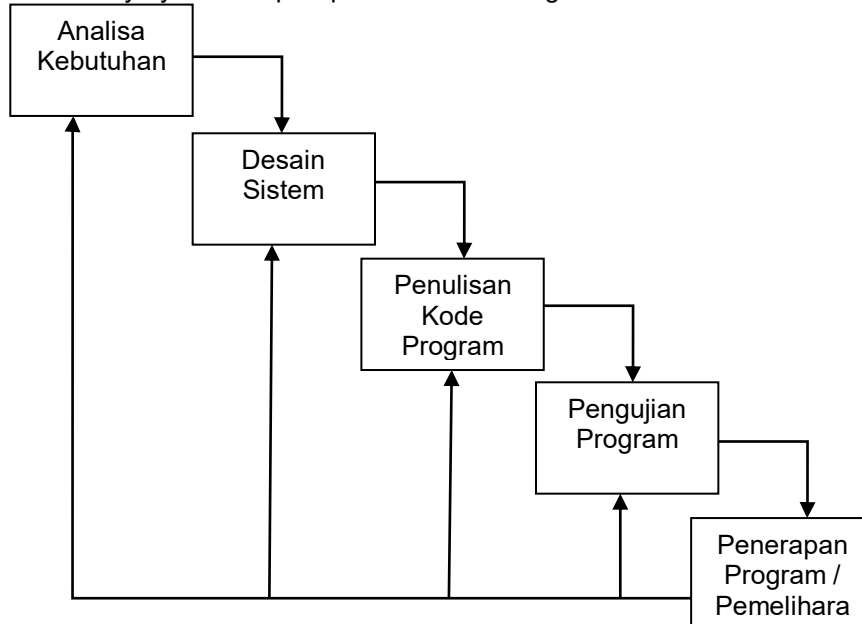 Analisa
Kebutuhan
Desain
Sistem
Penulisan
Kode
Program
Pengujian
Program
Penerapan
Program /
Pemelihara